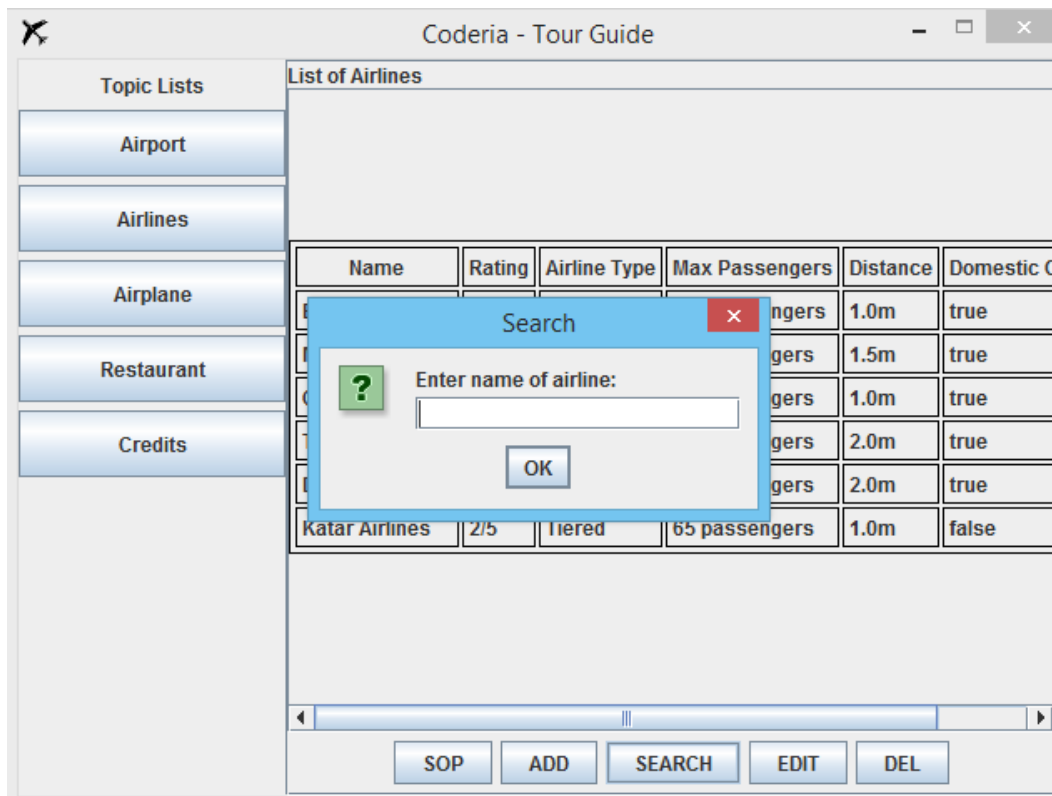 Coderia - Tour Guide
Topic Lists
Airport
Airlines
Airplane
Restaurant
Credits
List of Airlines
Name Rating Airline Type Max Passengers Distance Domestic
1.0m true
1.5m true
1.0m true
2.0m true
2.0m true
Katar Airlines 2/5 Tiered 65 passengers 1.0m false
Search
?
Enter name of airline:
OK
SOP ADD SEARCH EDIT DEL